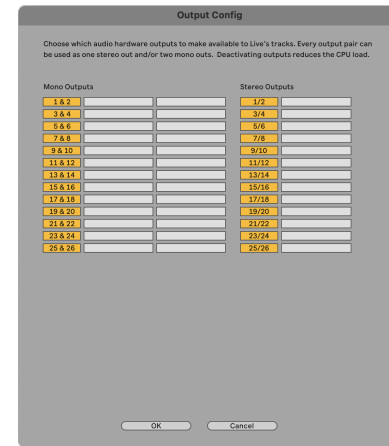 Output Config
Choose which audio hardware outputs to make available to Live's tracks. Every output pair can
be used as one stereo out and/or two mono outs. Deactivating outputs reduces the CPU load.
Mono Outputs Stereo Outputs
1 & 2 1/2
3 & 4 3/4
5 & 6 5/6
7 & 8 7/8
9 & 10 9/10
11 & 12 11/12
13 & 14 13/14
15 & 16 15/16
17 & 18 17/18
19 & 20 19/20
21 & 22 21/22
23 & 24 23/24
25 & 26 25/26
OK Cancel